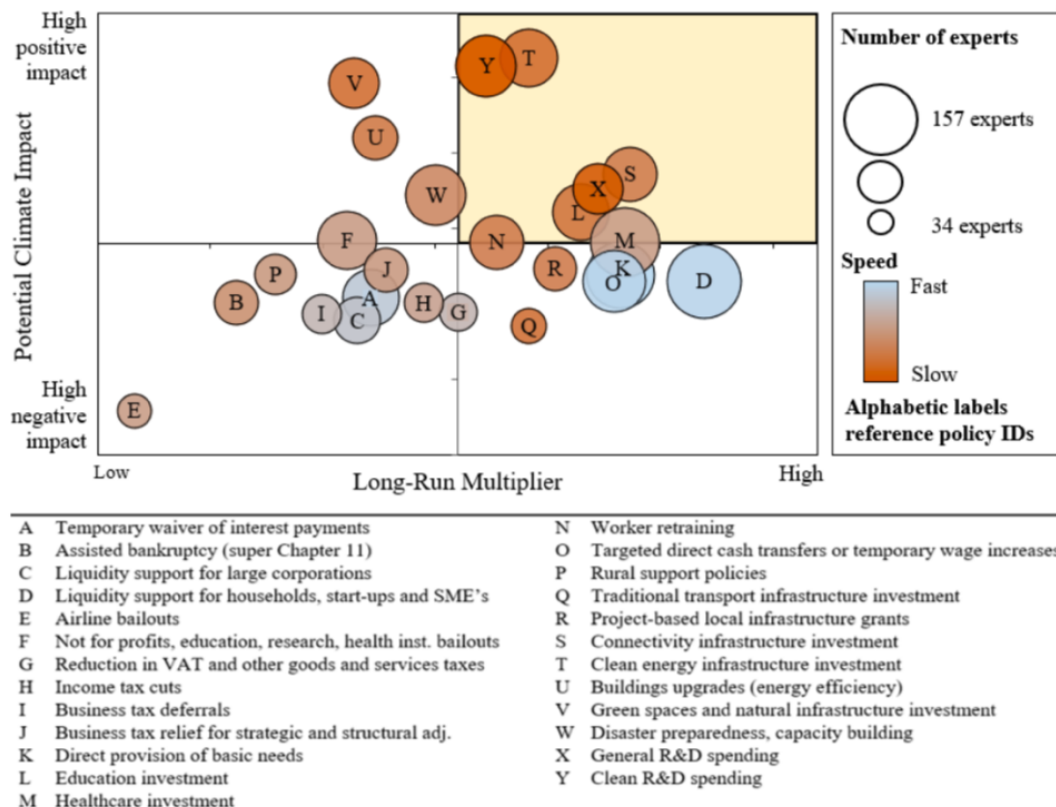 High
positive
impact
Potential Climate Impact
High
negative
impact
Y
T
V
U
S
X
W
L
F
N
M
P
J
R
K
O
D
B
A
H
I
C
G
Q
E
Low
Long-Run Multiplier
High
Number of experts
157 experts
34 experts
Speed
Fast
Slow
Alphabetic labels
reference policy IDs
A Temporary waiver of interest payments
B Assisted bankruptcy (super Chapter 11)
C Liquidity support for large corporations
D Liquidity support for households, start-ups and SME's
E Airline bailouts
F Not for profits, education, research, health inst. bailouts
G Reduction in VAT and other goods and services taxes
H Income tax cuts
I Business tax deferrals
J Business tax relief for strategic and structural adj.
K Direct provision of basic needs
L Education investment
M Healthcare investment
N Worker retraining
O Targeted direct cash transfers or temporary wage increases
P Rural support policies
Q Traditional transport infrastructure investment
R Project-based local infrastructure grants
S Connectivity infrastructure investment
T Clean energy infrastructure investment
U Buildings upgrades (energy efficiency)
V Green spaces and natural infrastructure investment
W Disaster preparedness, capacity building
X General R&D spending
Y Clean R&D spending